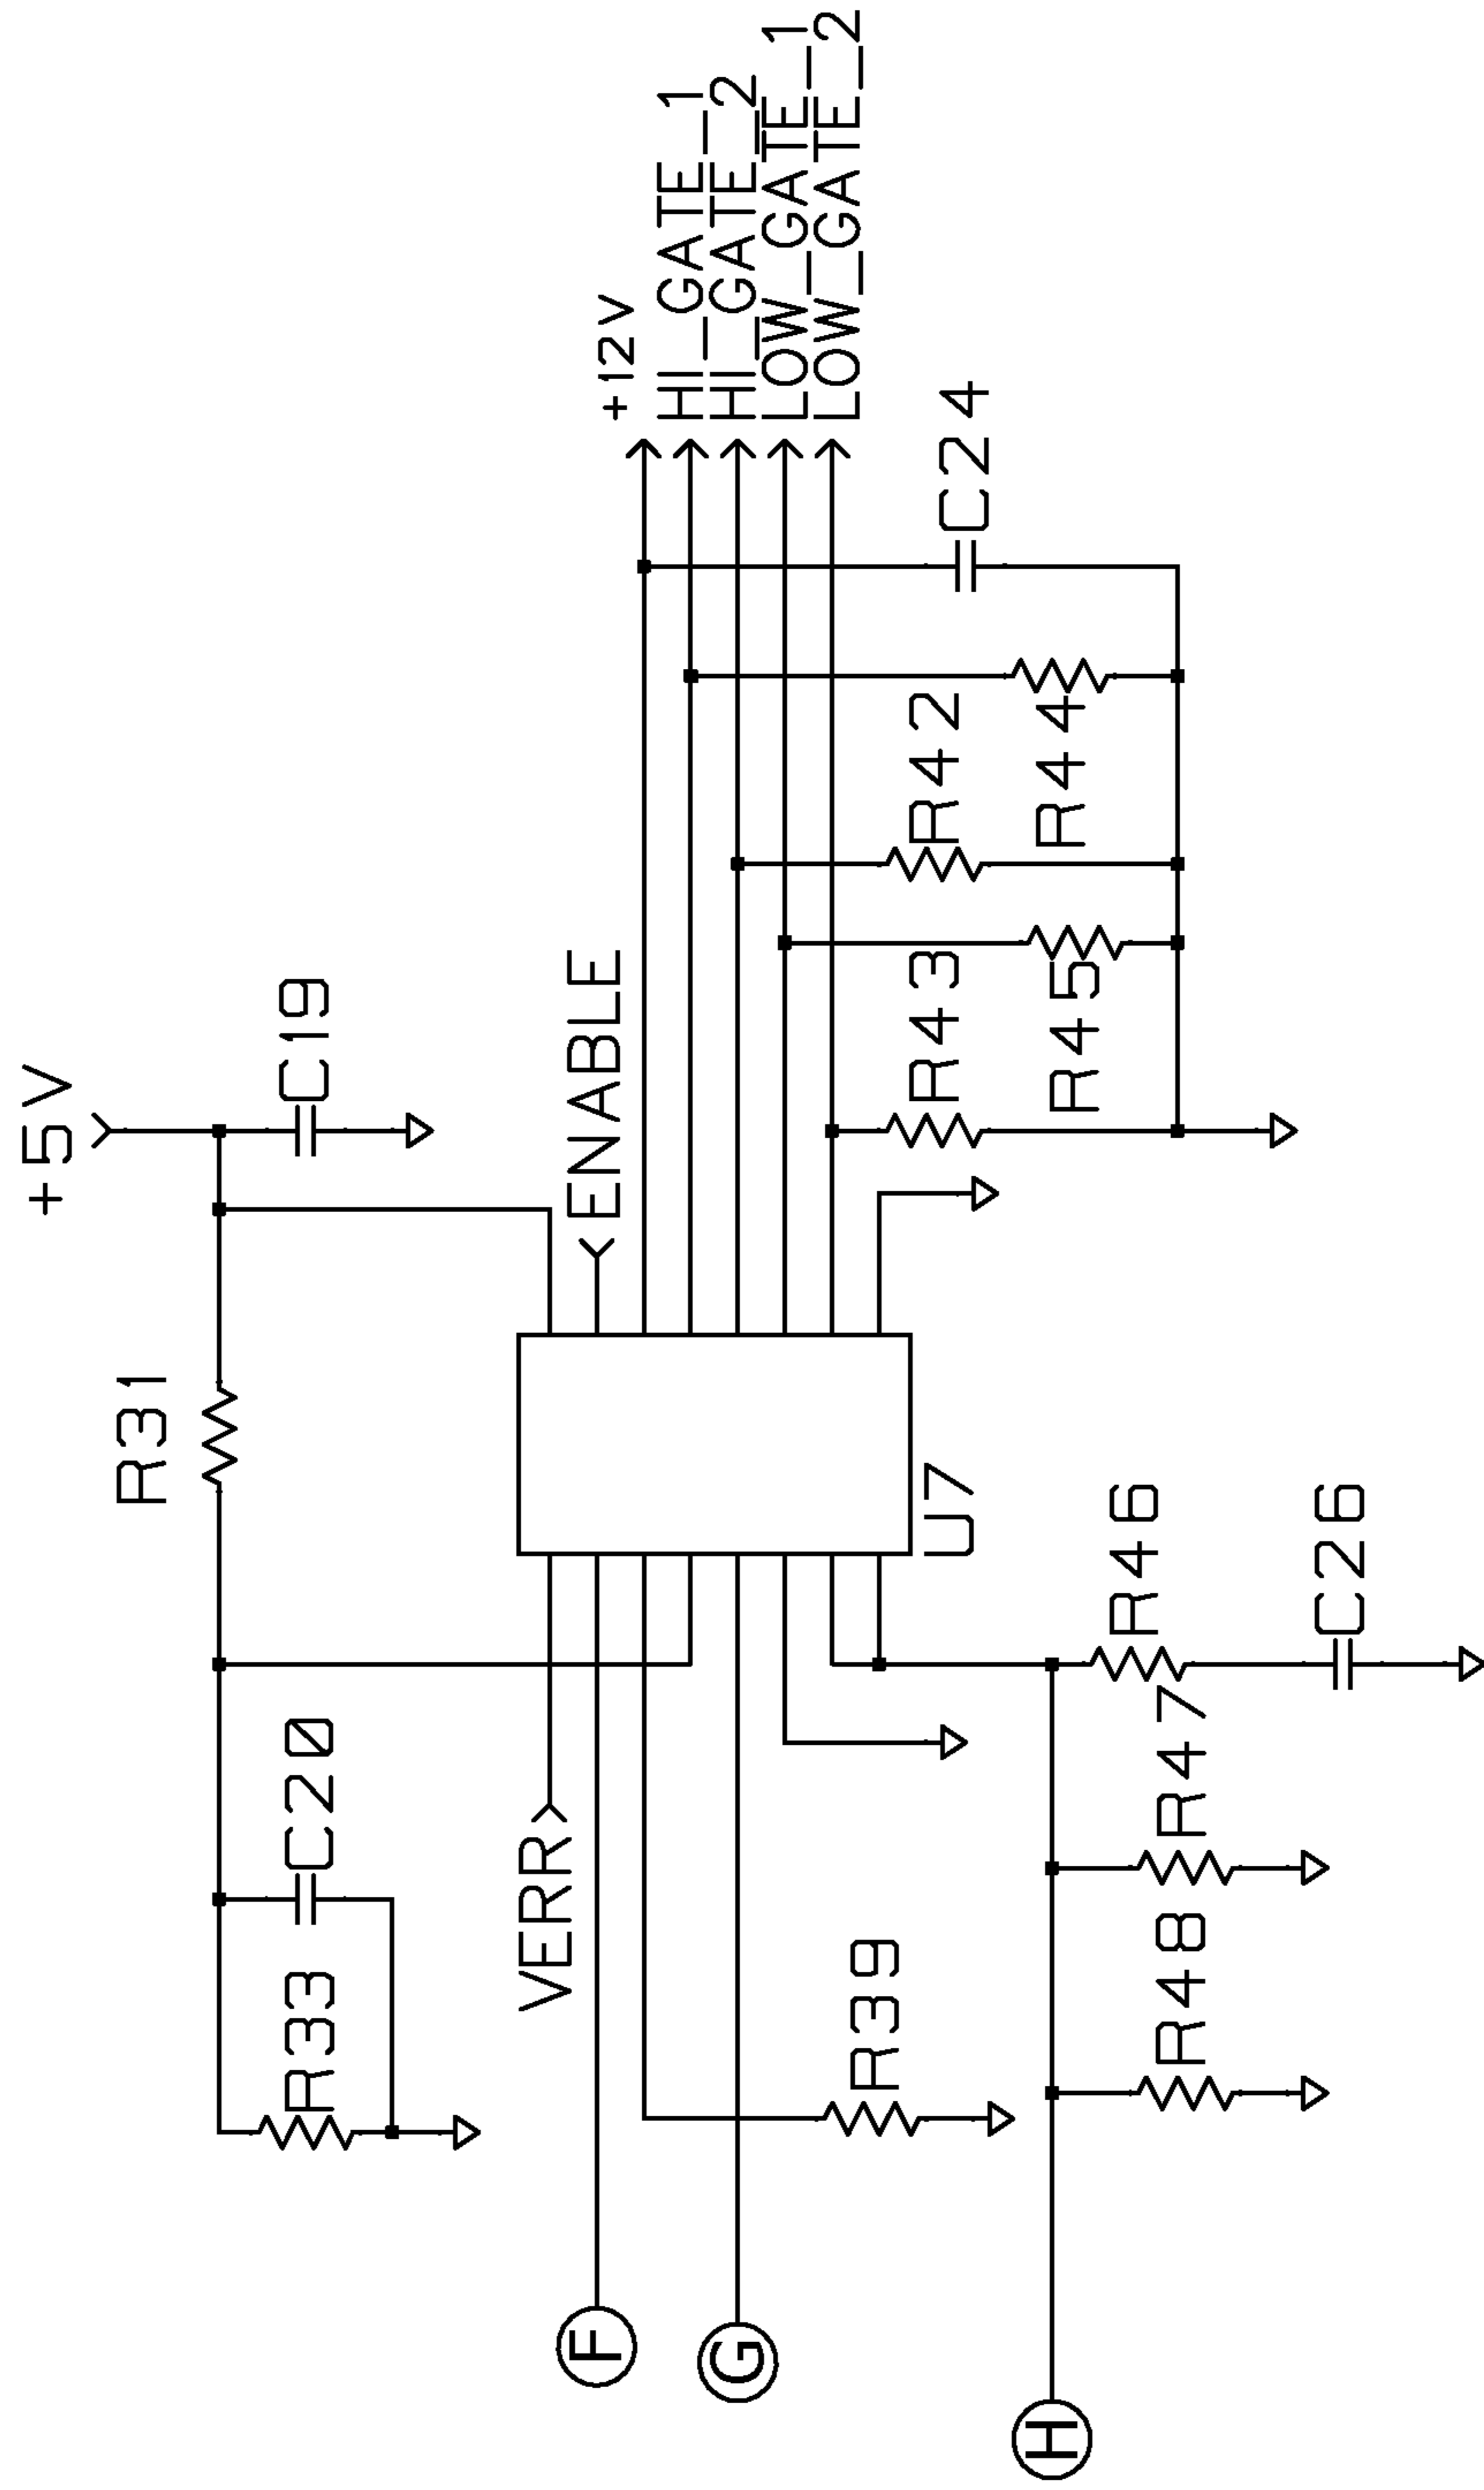 +5V
R31
C19
C20
R33
ENABLE
VERR
+12V
HI_GATE_1
HI_GATE_2
LOW_GATE_1
LOW_GATE_2
F
G
H
U7
R39
R43
R42
C24
R45
R44
R46
R47
R48
C26